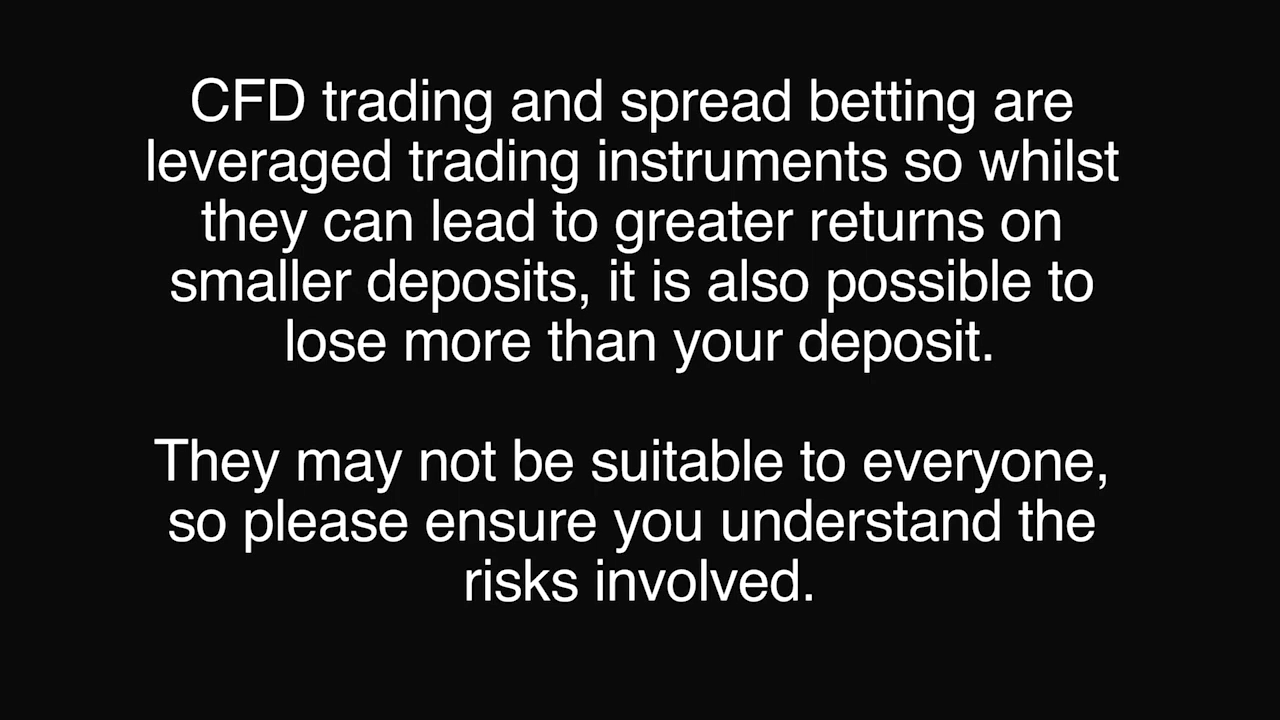 CFD trading and spread betting are
leveraged trading instruments so whilst
they can lead to greater returns on
smaller deposits, it is also possible to
lose more than your deposit.
They may not be suitable to everyone,
so please ensure you understand the
risks involved.